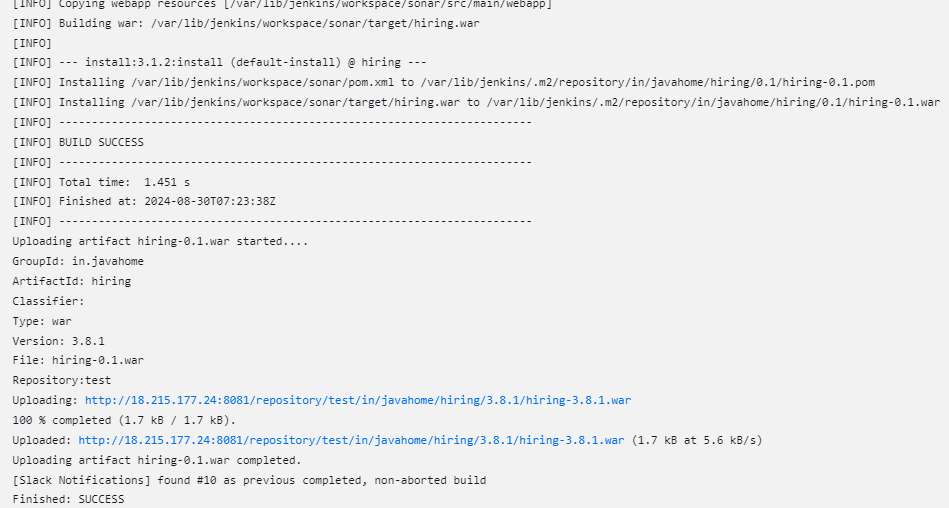 [INFO] Copying webapp resources [/var/lib/jenkins/workspace/sonar/src/main/webapp]
[INFO] Building war: /var/lib/jenkins/workspace/sonar/target/hiring.war
[INFO]
[INFO] --- install:3.1.2:install (default-install) @ hiring ---
[INFO] Installing /var/lib/jenkins/workspace/sonar/pom.xml to /var/lib/jenkins/.m2/repository/in/javahome/hiring/0.1/hiring-0.1.pom
[INFO] Installing /var/lib/jenkins/workspace/sonar/target/hiring.war to /var/lib/jenkins/.m2/repository/in/javahome/hiring/0.1/hiring-0.1.war
[INFO] ------------------------------------------------------------------------
[INFO] BUILD SUCCESS
[INFO] ------------------------------------------------------------------------
[INFO] Total time:  1.451 s
[INFO] Finished at: 2024-08-30T07:23:38Z
[INFO] ------------------------------------------------------------------------
Uploading artifact hiring-0.1.war started....
GroupId: in.javahome
ArtifactId: hiring
Classifier:
Type: war
Version: 3.8.1
File: hiring-0.1.war
Repository:test
Uploading: http://18.215.177.24:8081/repository/test/in/javahome/hiring/3.8.1/hiring-3.8.1.war
100 % completed (1.7 kB / 1.7 kB).
Uploaded: http://18.215.177.24:8081/repository/test/in/javahome/hiring/3.8.1/hiring-3.8.1.war (1.7 kB at 5.6 kB/s)
Uploading artifact hiring-0.1.war completed.
[Slack Notifications] found #10 as previous completed, non-aborted build
Finished: SUCCESS